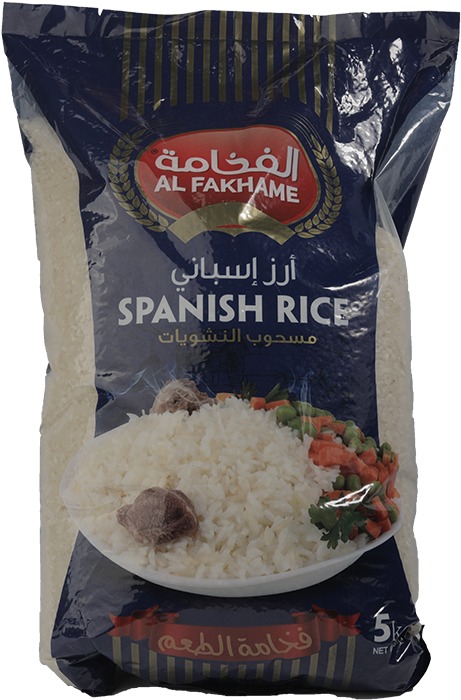 الفخامة
AL FAKHAME
أرز إسباني
SPANISH RICE
مسحوب النشويات
فخامة الطعم
5
NET